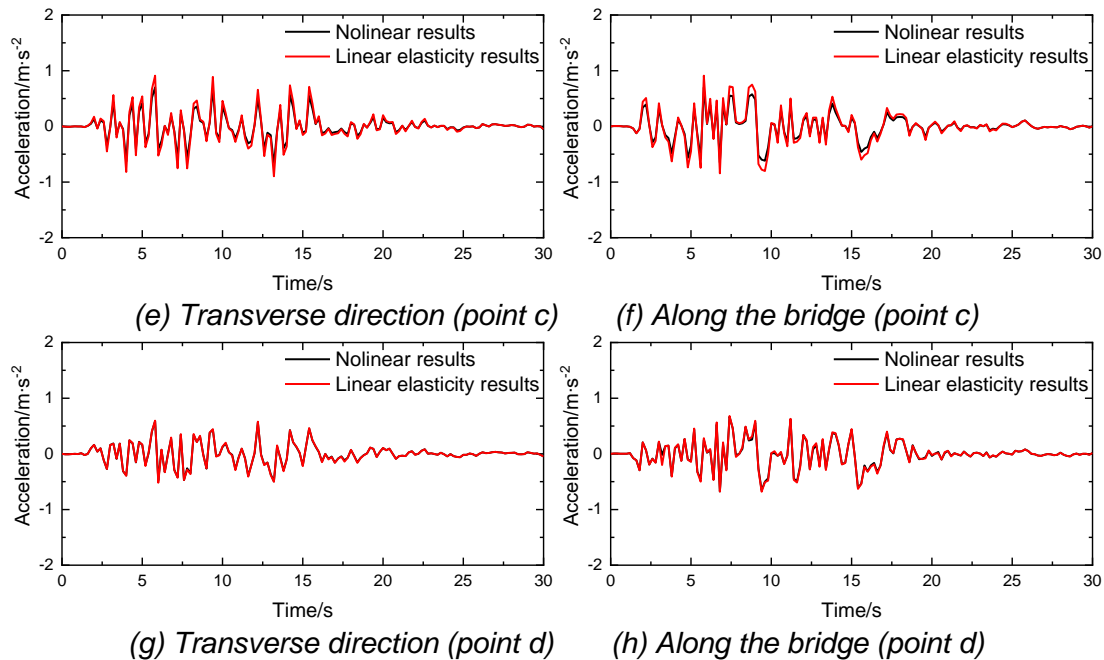 2
1
0
-1
-2
Acceleration/m·s-2
Nolinear results
Linear elasticity results
0 5 10 15 20 25 30
Time/s
(e) Transverse direction (point c)
2
1
0
-1
-2
Acceleration/m·s-2
Nolinear results
Linear elasticity results
0 5 10 15 20 25 30
Time/s
(f) Along the bridge (point c)
2
1
0
-1
-2
Acceleration/m·s-2
Nolinear results
Linear elasticity results
0 5 10 15 20 25 30
Time/s
(g) Transverse direction (point d)
2
1
0
-1
-2
Acceleration/m·s-2
Nolinear results
Linear elasticity results
0 5 10 15 20 25 30
Time/s
(h) Along the bridge (point d)